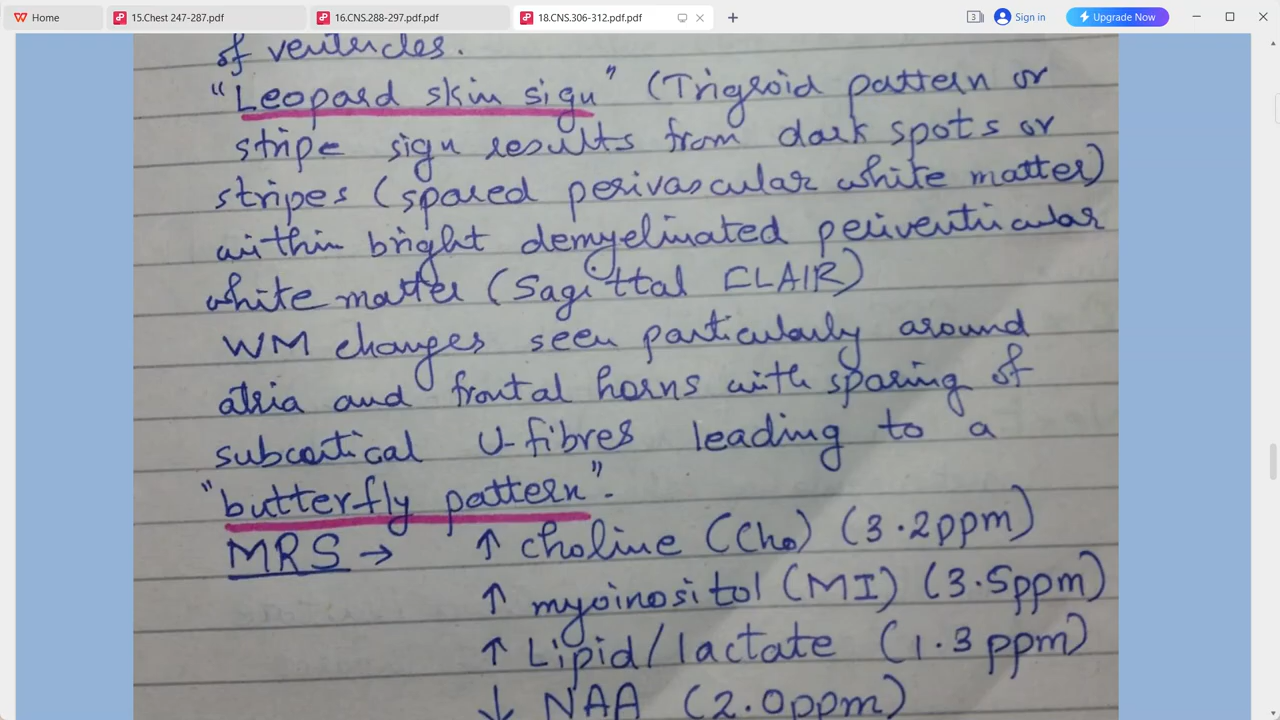 Home
15.Chest 247-287.pdf
16.CNS.288-297.pdf
18.CNS.306-312.pdf
3
Sign in
Upgrade Now
of ventricles.
"Leopard skin sign" (Trigroid pattern or
stripe sign results from dark spots or
stripes (spared perivascular white matter)
within bright demyelinated periventricular
white matter (Sagittal FLAIR)
WM changes seen particularly around
atria and frontal horns with sparing of
subcortical U-fibres leading to a
"butterfly pattern".
MRS → ↑ choline (Cho) (3.2ppm)
↑ myoinositol (MI) (3.5ppm)
↑ Lipid/lactate (1.3 ppm)
↓ NAA (2.0ppm)